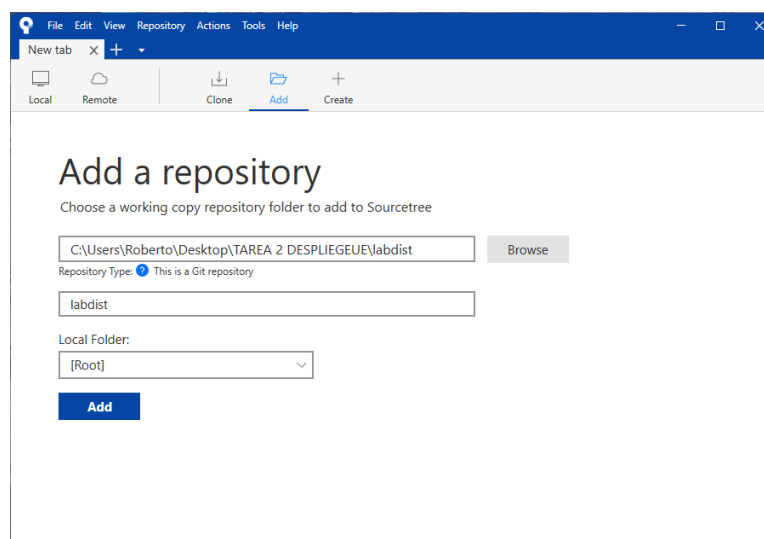 File Edit View Repository Actions Tools Help
New tab
Local Remote Clone Add Create
Add a repository
Choose a working copy repository folder to add to Sourcetree
C:\Users\Roberto\Desktop\TAREA 2 DESPLIEGEUE\labdist Browse
Repository Type: ? This is a Git repository
labdist
Local Folder:
[Root]
Add